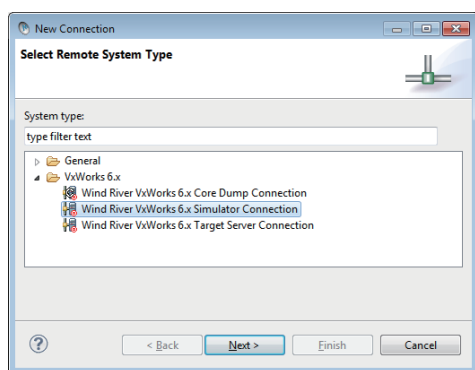 New Connection
Select Remote System Type
System type:
type filter text
General
VxWorks 6.x
Wind River VxWorks 6.x Core Dump Connection
Wind River VxWorks 6.x Simulator Connection
Wind River VxWorks 6.x Target Server Connection
?
< Back Next > Finish Cancel